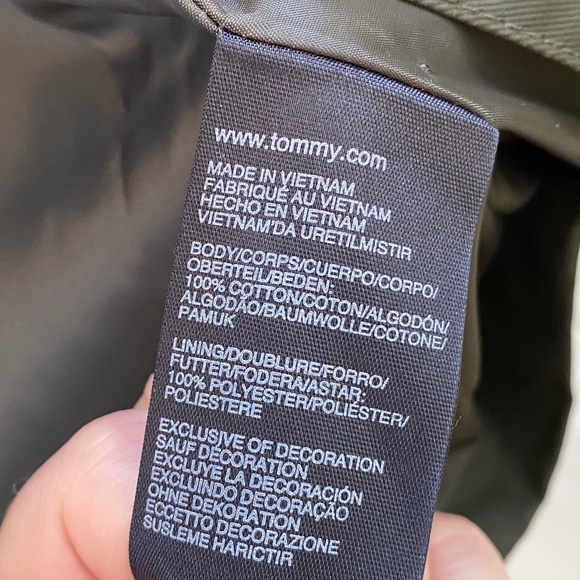 www.tommy.com
MADE IN VIETNAM
FABRIQUÉ AU VIETNAM
HECHO EN VIETNAM
VIETNAM'DA URETILMISTIR
BODY/CORPS/CUERPO/CORPO/
OBERTEIL/BEDEN:
100% COTTON/COTON/ALGODÓN/
ALGODÃO/BAUMWOLLE/COTONE/
PAMUK
LINING/DOUBLURE/FORRO/
FUTTER/FODERA/ASTAR:
100% POLYESTER/POLIÉSTER/
POLIESTERE
EXCLUSIVE OF DECORATION
SAUF DÉCORATION
EXCLUYE LA DECORACIÓN
EXCLUINDO DECORAÇÃO
OHNE DEKORATION
ECCETTO DECORAZIONE
SUSLEME HARICTIR